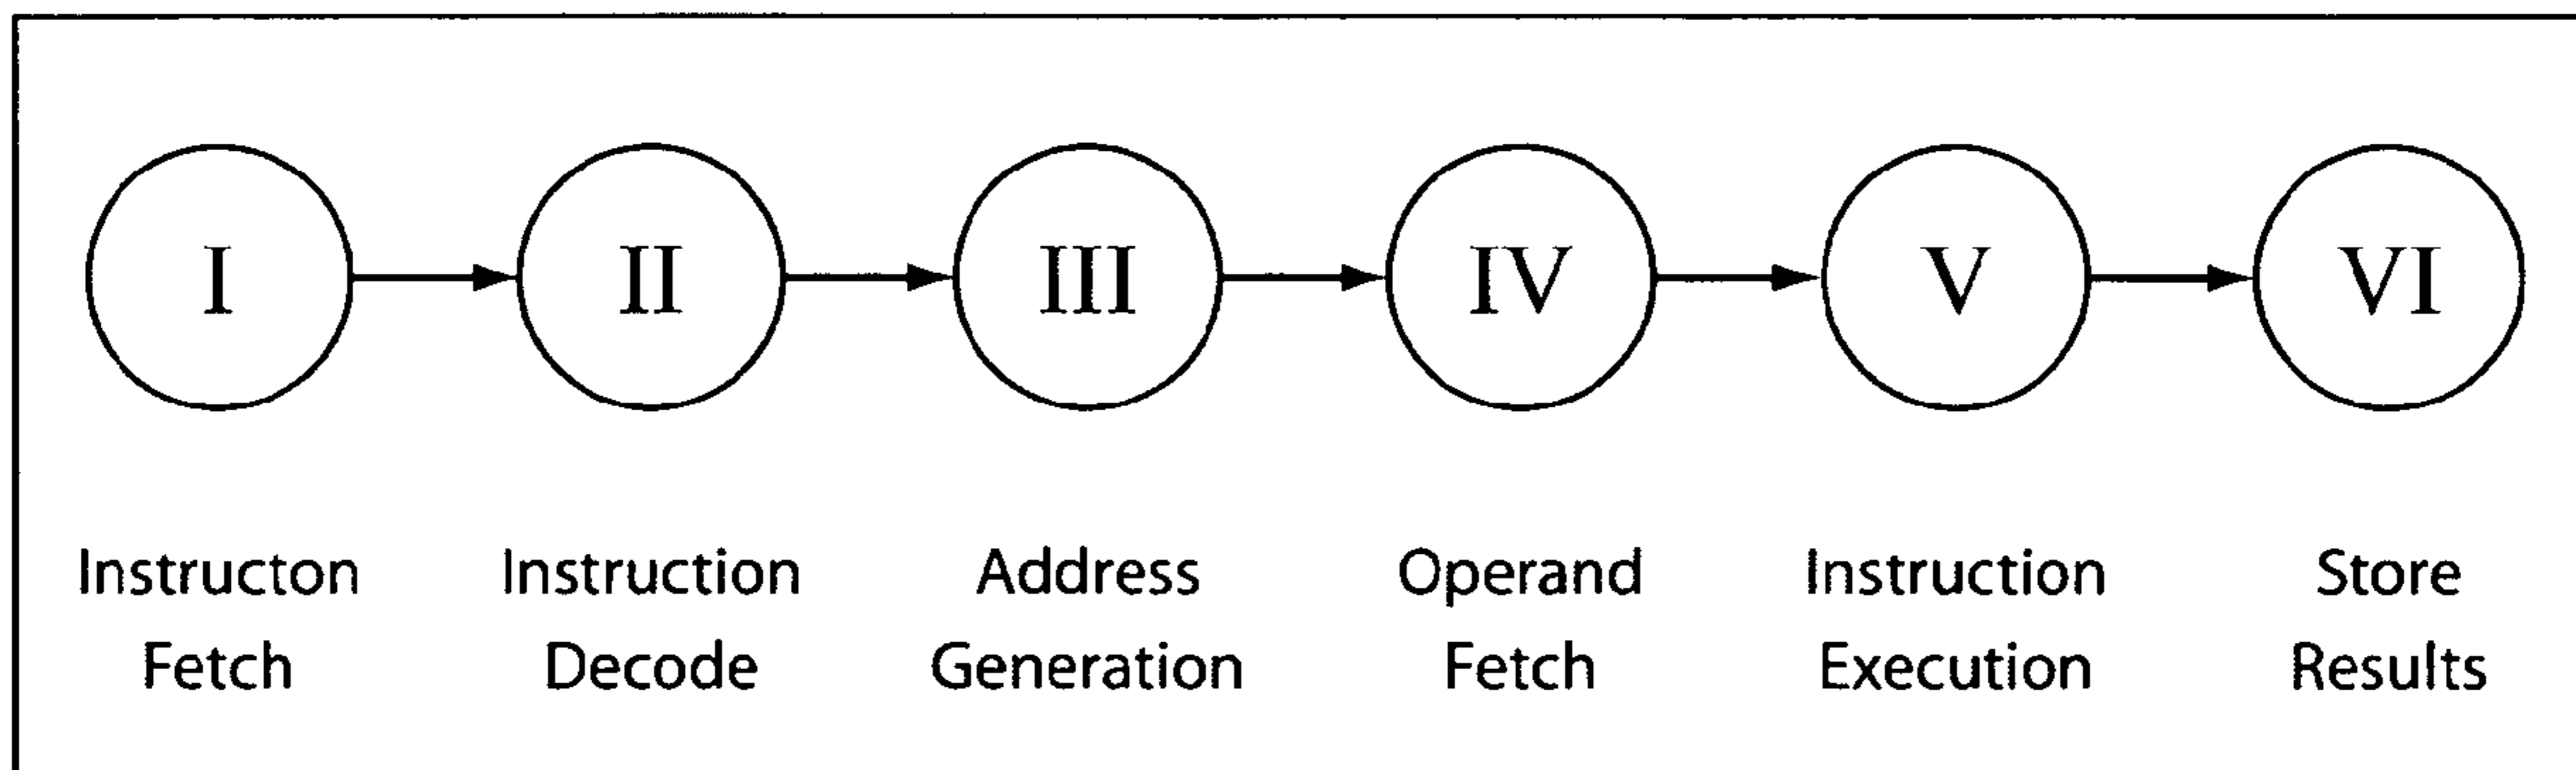 I II III IV V VI
Instructon Instruction Address Operand Instruction Store
Fetch Decode Generation Fetch Execution Results